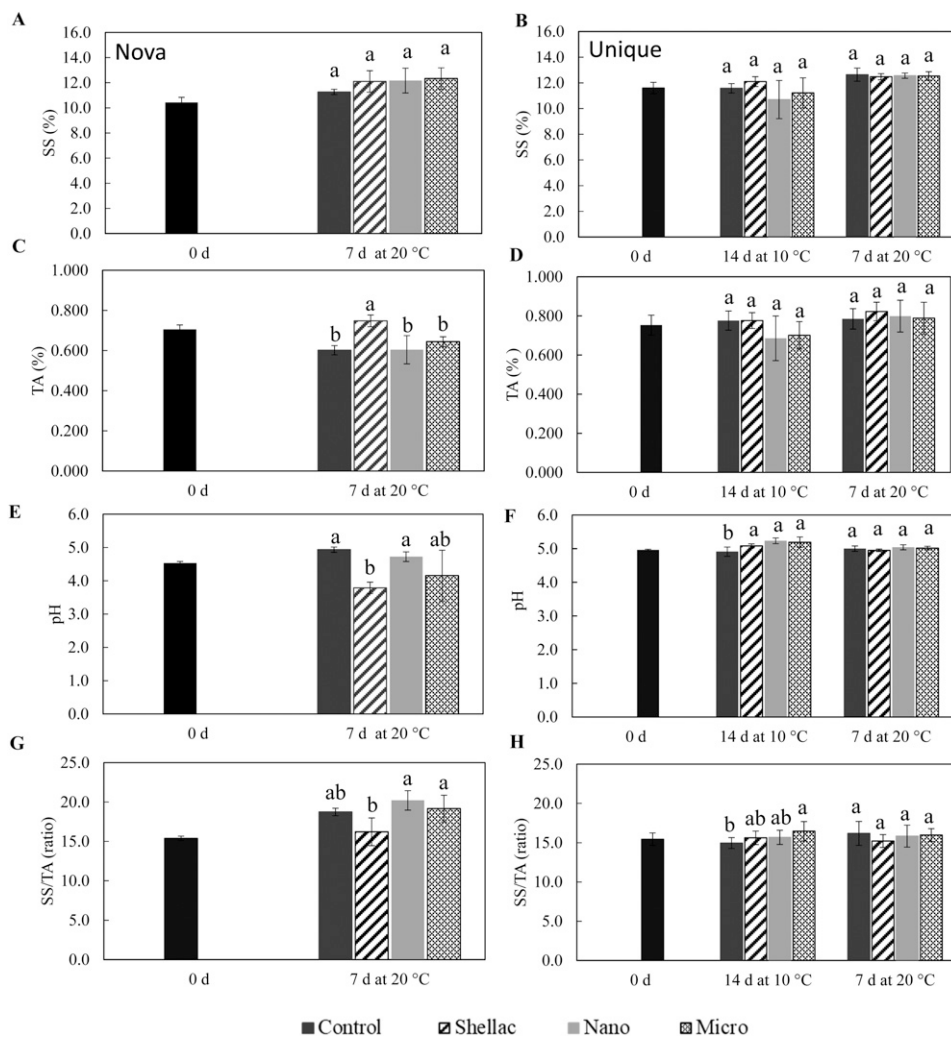 A
Nova
16.0
14.0
12.0
10.0
8.0
6.0
4.0
2.0
0.0
SS (%)
a a a a
0 d 7 d at 20 °C
B
Unique
16.0
14.0
12.0
10.0
8.0
6.0
4.0
2.0
0.0
SS (%)
a a a a a a a a
0 d 14 d at 10 °C 7 d at 20 °C
C
1.000
0.800
0.600
0.400
0.200
0.000
TA (%)
b a b b
0 d 7 d at 20 °C
D
1.000
0.800
0.600
0.400
0.200
0.000
TA (%)
a a a a a a a a
0 d 14 d at 10 °C 7 d at 20 °C
E
6.0
5.0
4.0
3.0
2.0
1.0
0.0
pH
a b a ab
0 d 7 d at 20 °C
F
6.0
5.0
4.0
3.0
2.0
1.0
0.0
pH
b a a a a a a a
0 d 14 d at 10 °C 7 d at 20 °C
G
25.0
20.0
15.0
10.0
5.0
0.0
SS/TA (ratio)
ab b a a
0 d 7 d at 20 °C
H
25.0
20.0
15.0
10.0
5.0
0.0
SS/TA (ratio)
b ab ab a a a a a
0 d 14 d at 10 °C 7 d at 20 °C
Control Shellac Nano Micro